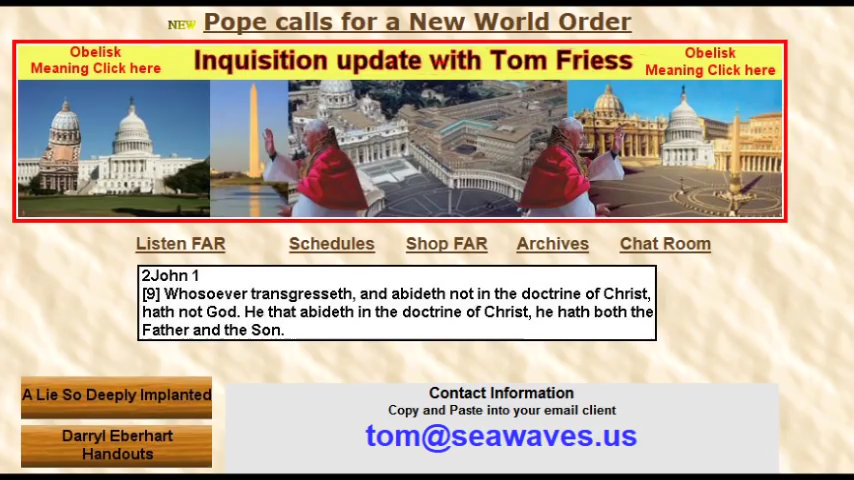 NEW Pope calls for a New World Order
Obelisk
Meaning Click here
Inquisition update with Tom Friess
Obelisk
Meaning Click here
Listen FAR Schedules Shop FAR Archives Chat Room
2John 1
[9] Whosoever transgresseth, and abideth not in the doctrine of Christ,
hath not God. He that abideth in the doctrine of Christ, he hath both the
Father and the Son.
A Lie So Deeply Implanted
Darryl Eberhart
Handouts
Contact Information
Copy and Paste into your email client
tom@seawaves.us